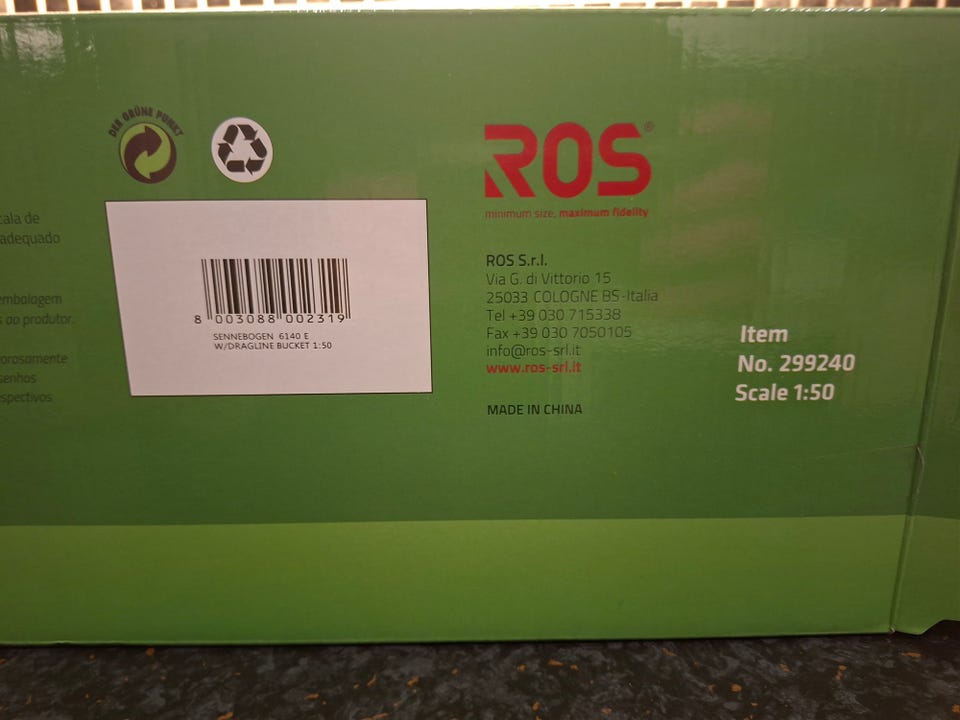 DER GRÜNE PUNKT
cala de
adequado
embalagem
s ao produtor.
orosamente
senhos
spectivos
8 003088 002319
SENNEBOGEN 6140 E
W/DRAGLINE BUCKET 1:50
ROS®
minimum size, maximum fidelity
ROS S.r.l.
Via G. di Vittorio 15
25033 COLOGNE BS-Italia
Tel +39 030 715338
Fax +39 030 7050105
info@ros-srl.it
www.ros-srl.it
MADE IN CHINA
Item
No. 299240
Scale 1:50